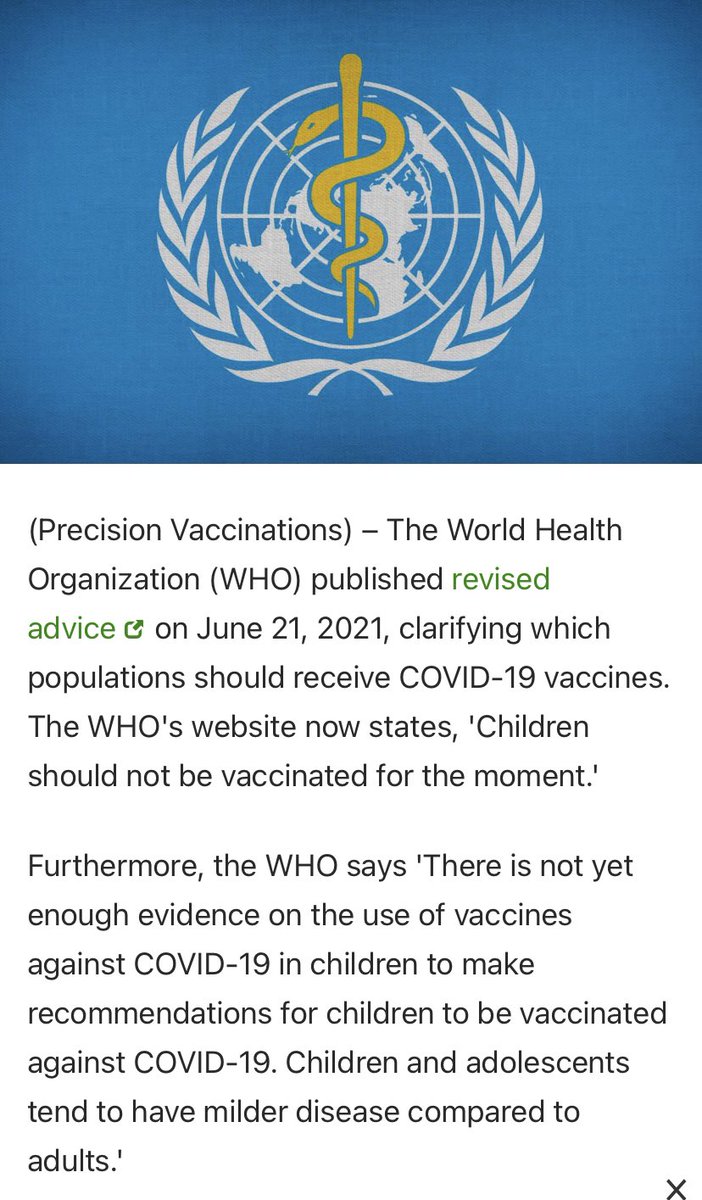 (Precision Vaccinations) – The World Health
Organization (WHO) published revised
advice on June 21, 2021, clarifying which
populations should receive COVID-19 vaccines.
The WHO's website now states, 'Children
should not be vaccinated for the moment.'
Furthermore, the WHO says 'There is not yet
enough evidence on the use of vaccines
against COVID-19 in children to make
recommendations for children to be vaccinated
against COVID-19. Children and adolescents
tend to have milder disease compared to
adults.'